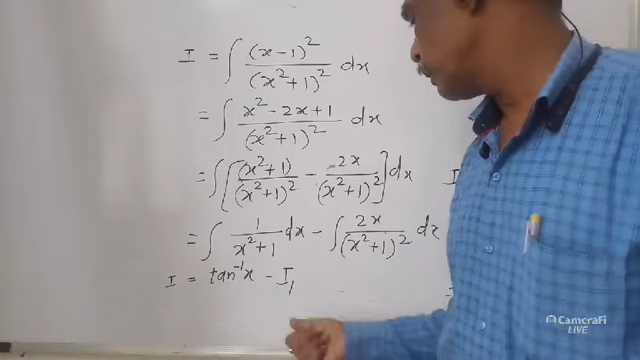 I = ∫ (x-1)² / (x²+1)² dx
= ∫ x² - 2x + 1 / (x²+1)² dx
= ∫ [ (x²+1) / (x²+1)² - 2x / (x²+1)² ] dx
= ∫ 1 / x²+1 dx - ∫ 2x / (x²+1)² dx
I = tan⁻¹x - I₁
I
CameraFi
LIVE